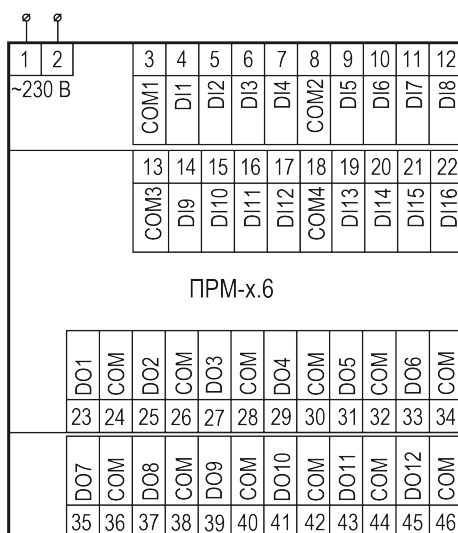 1 2 3 4 5 6 7 8 9 10 11 12
~230 В
COM1 DI1 DI2 DI3 DI4 COM2 DI5 DI6 DI7 DI8
13 14 15 16 17 18 19 20 21 22
COM3 DI9 DI10 DI11 DI12 COM4 DI13 DI14 DI15 DI16
ПРМ-х.6
DO1 COM DO2 COM DO3 COM DO4 COM DO5 COM DO6 COM
23 24 25 26 27 28 29 30 31 32 33 34
DO7 COM DO8 COM DO9 COM DO10 COM DO11 COM DO12 COM
35 36 37 38 39 40 41 42 43 44 45 46